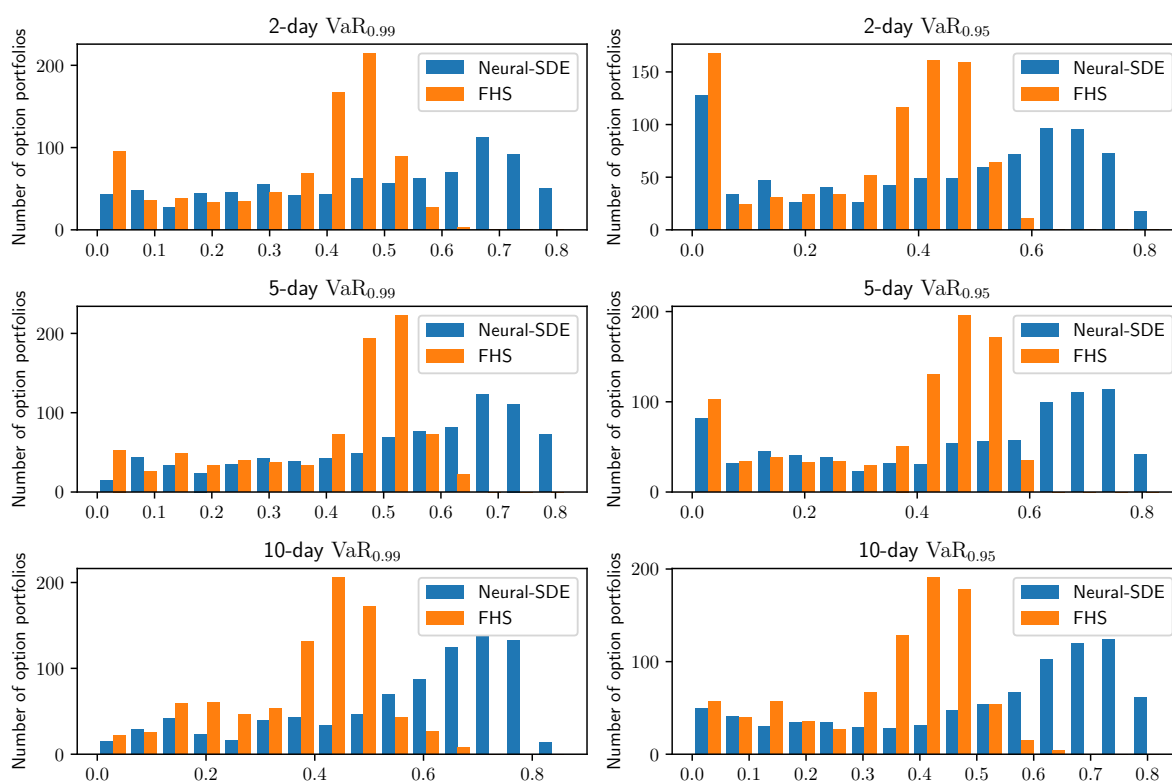 2-day VaR0.99
Number of option portfolios
200
100
0
Neural-SDE
FHS
0.0 0.1 0.2 0.3 0.4 0.5 0.6 0.7 0.8
2-day VaR0.95
Number of option portfolios
150
100
50
0
Neural-SDE
FHS
0.0 0.2 0.4 0.6 0.8
5-day VaR0.99
Number of option portfolios
200
100
0
Neural-SDE
FHS
0.0 0.1 0.2 0.3 0.4 0.5 0.6 0.7 0.8
5-day VaR0.95
Number of option portfolios
200
100
0
Neural-SDE
FHS
0.0 0.2 0.4 0.6 0.8
10-day VaR0.99
Number of option portfolios
200
100
0
Neural-SDE
FHS
0.0 0.2 0.4 0.6 0.8
10-day VaR0.95
Number of option portfolios
200
100
0
Neural-SDE
FHS
0.0 0.1 0.2 0.3 0.4 0.5 0.6 0.7 0.8